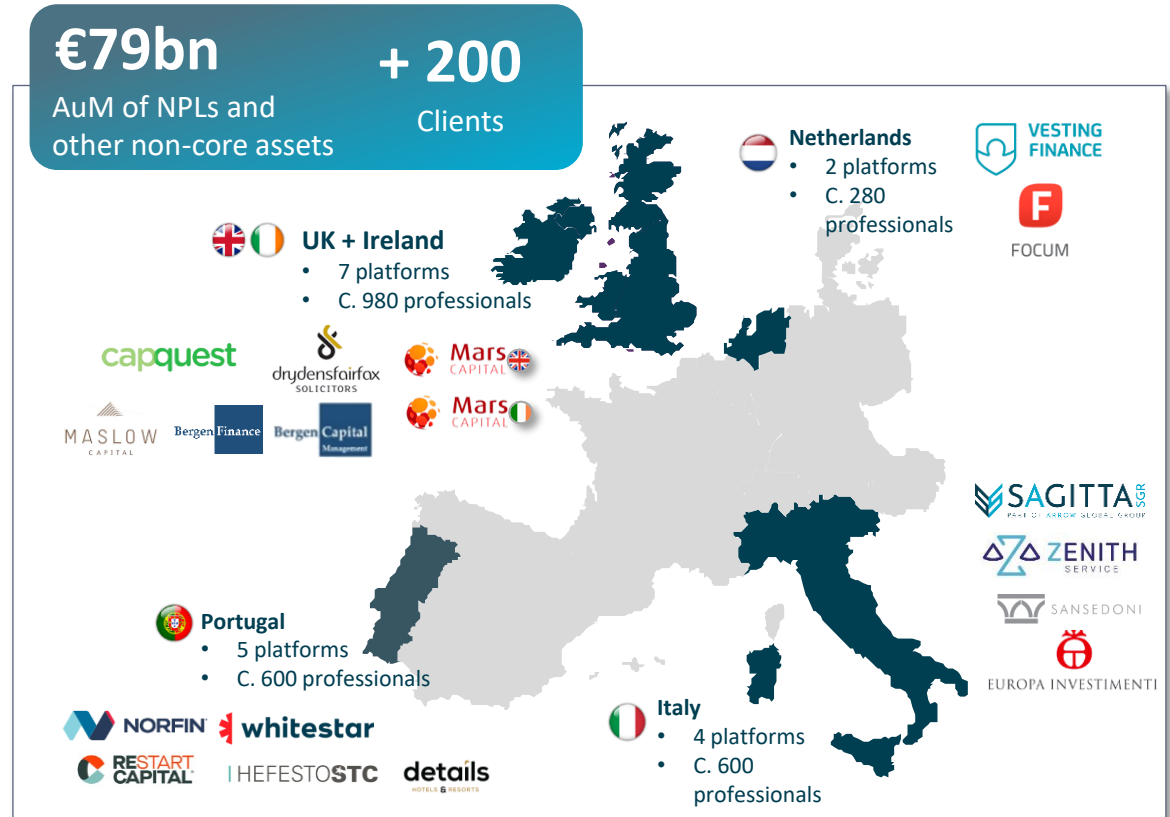 €79bn
AuM of NPLs and
other non-core assets
+ 200
Clients
Netherlands
• 2 platforms
• C. 280
professionals
VESTING
FINANCE
F
FOCUM
UK + Ireland
• 7 platforms
• C. 980 professionals
capquest
drydensfairfax
SOLICITORS
Mars
CAPITAL
Mars
CAPITAL
MASLOW
CAPITAL
Bergen Finance
Bergen Capital
Management
SAGITTA SGR
PART OF ARROW GLOBAL GROUP
ZENITH
SERVICE
SANSEDONI
EUROPA INVESTIMENTI
Portugal
• 5 platforms
• C. 600 professionals
NORFIN
whitestar
RESTART
CAPITAL
HEFESTOSTC
details
HOTELS & RESORTS
Italy
• 4 platforms
• C. 600
professionals